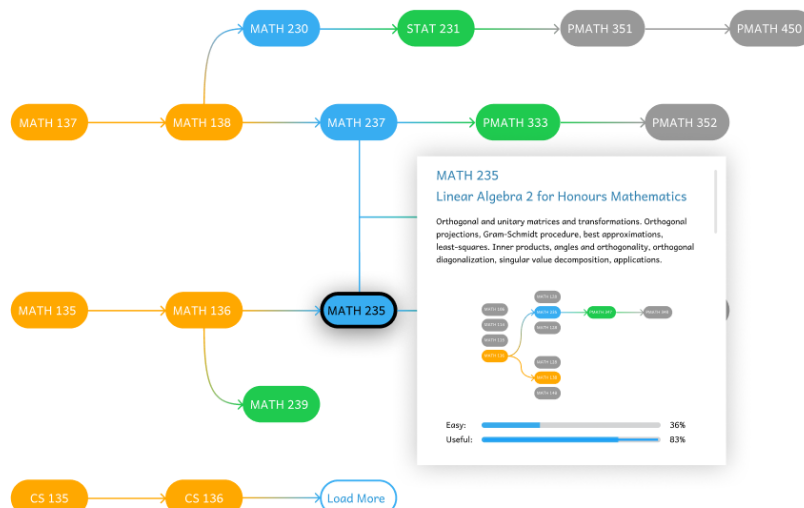 MATH 230
STAT 231
PMATH 351
PMATH 450
MATH 137
MATH 138
MATH 237
PMATH 333
PMATH 352
MATH 235
Linear Algebra 2 for Honours Mathematics
Orthogonal and unitary matrices and transformations. Orthogonal
projections, Gram-Schmidt procedure, best approximations,
least-squares. Inner products, angles and orthogonality, orthogonal
diagonalization, singular value decomposition, applications.
MATH 135
MATH 136
MATH 235
MATH 239
Easy:
36%
Useful:
83%
CS 135
CS 136
Load More